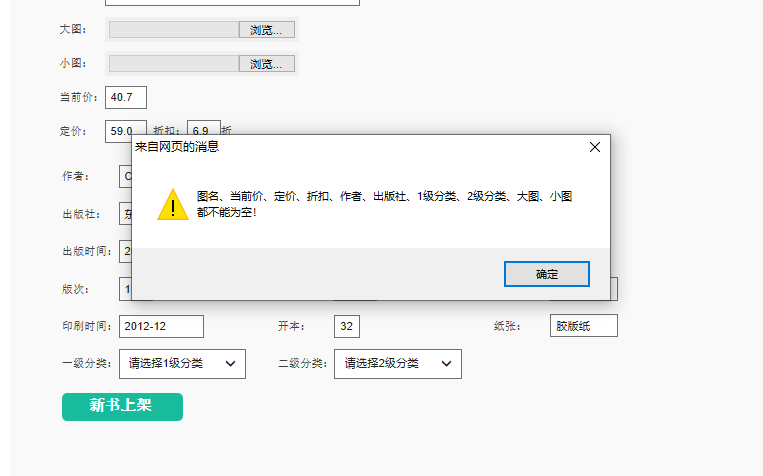 大图： 浏览...
小图： 浏览...
当前价： 40.7
定价： 59.0 折扣： 6.9 折
来自网页的消息
图名、当前价、定价、折扣、作者、出版社、1级分类、2级分类、大图、小图
都不能为空！
确定
作者：
出版社：
出版时间： 2
版次： 1
印刷时间： 2012-12 开本： 32 纸张： 胶版纸
一级分类： 请选择1级分类 二级分类： 请选择2级分类
新书上架